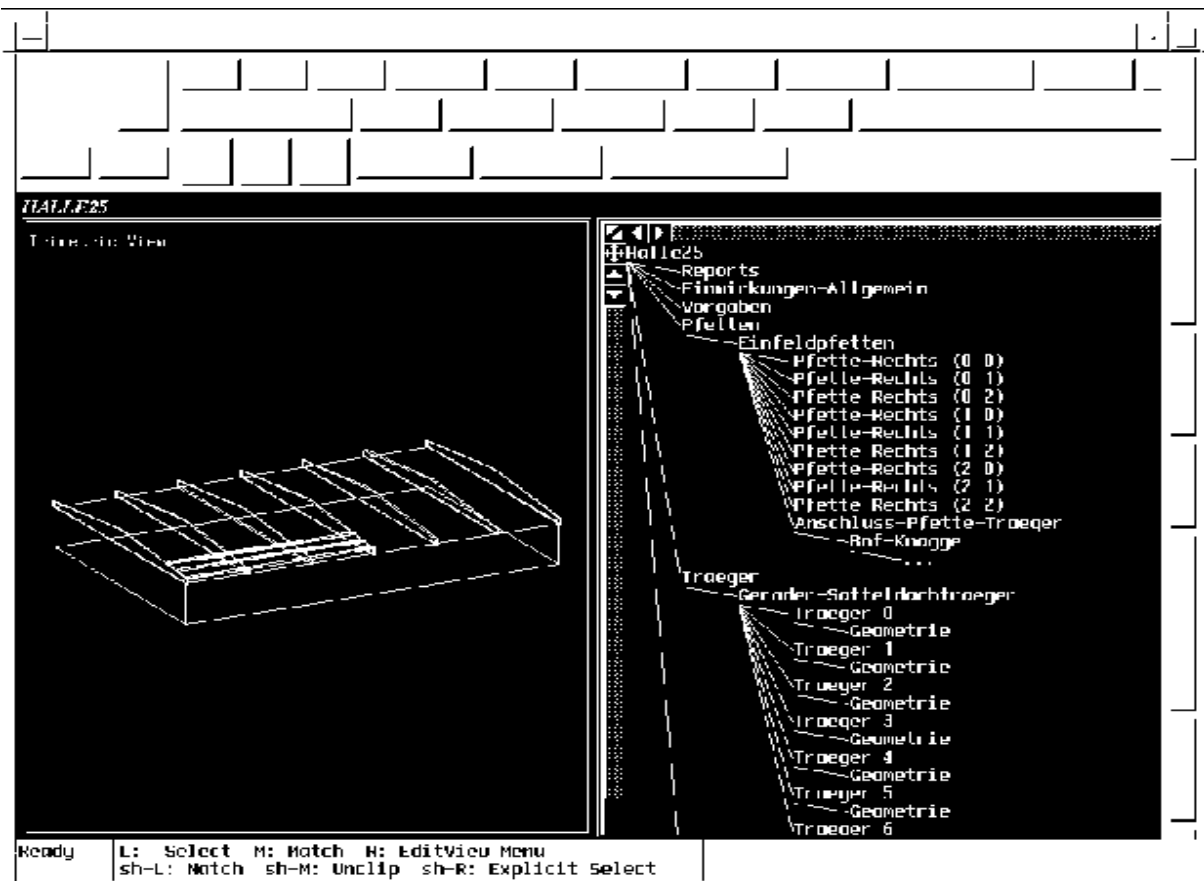 HALLE25
Trimetric View
Halle25
Reports
Einwirkungen-Allgemein
Vorgaben
Pfetten
Einfeldpfetten
Pfette-Rechts (0 0)
Pfette-Rechts (0 1)
Pfette-Rechts (0 2)
Pfette-Rechts (1 0)
Pfette-Rechts (1 1)
Pfette-Rechts (1 2)
Pfette-Rechts (2 0)
Pfette-Rechts (2 1)
Pfette-Rechts (2 2)
Anschluss-Pfette-Traeger
Bmf-Knagge
...
Traeger
Gerader-Satteldachtraeger
Traeger 0
Geometrie
Traeger 1
Geometrie
Traeger 2
Geometrie
Traeger 3
Geometrie
Traeger 4
Geometrie
Traeger 5
Geometrie
Traeger 6
Ready
L: Select M: Match R: EditView Menu
sh-L: Match sh-M: Unclip sh-R: Explicit Select